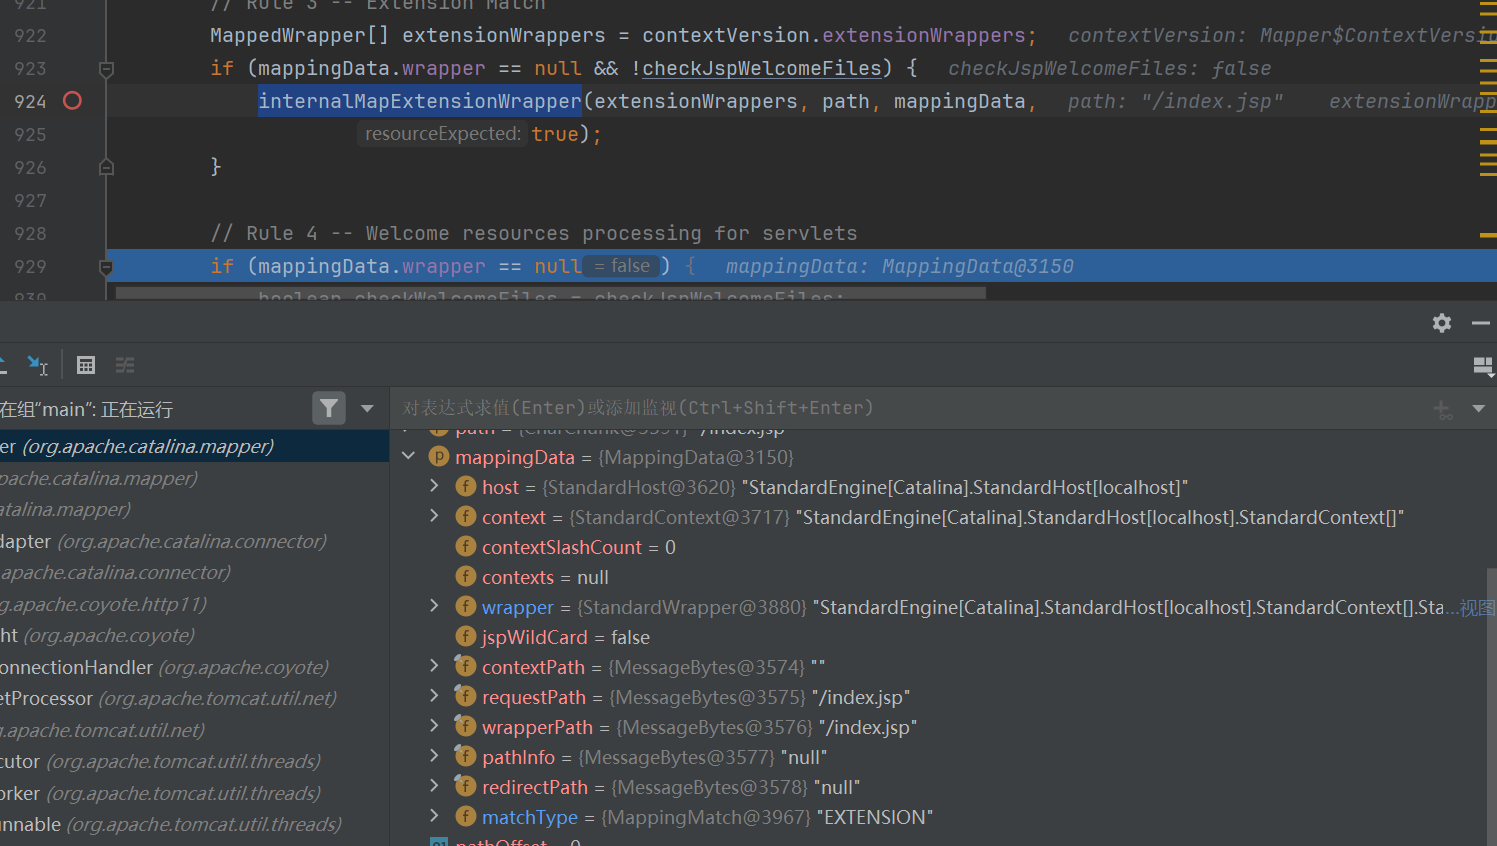 921 // Rule 3 -- Extension Match
922 MappedWrapper[] extensionWrappers = contextVersion.extensionWrappers; contextVersion: Mapper$ContextVersi
923 if (mappingData.wrapper == null && !checkJspWelcomeFiles) { checkJspWelcomeFiles: false
924 internalMapExtensionWrapper(extensionWrappers, path, mappingData, path: "/index.jsp" extensionWrapp
925 resourceExpected: true);
926 }
927
928 // Rule 4 -- Welcome resources processing for servlets
929 if (mappingData.wrapper == null = false ) { mappingData: MappingData@3150
930 boolean checkWelcomeFiles = checkJspWelcomeFiles;
在组“main”: 正在运行
对表达式求值(Enter)或添加监视(Ctrl+Shift+Enter)
er (org.apache.catalina.mapper)
pache.catalina.mapper)
atalina.mapper)
dapter (org.apache.catalina.connector)
.apache.catalina.connector)
g.apache.coyote.http11)
ht (org.apache.coyote)
onnectionHandler (org.apache.coyote)
etProcessor (org.apache.tomcat.util.net)
g.apache.tomcat.util.net)
cutor (org.apache.tomcat.util.threads)
orker (org.apache.tomcat.util.threads)
unnable (org.apache.tomcat.util.threads)
path = {CharChunk@3591} "/index.jsp"
mappingData = {MappingData@3150}
host = {StandardHost@3620} "StandardEngine[Catalina].StandardHost[localhost]"
context = {StandardContext@3717} "StandardEngine[Catalina].StandardHost[localhost].StandardContext[]"
contextSlashCount = 0
contexts = null
wrapper = {StandardWrapper@3880} "StandardEngine[Catalina].StandardHost[localhost].StandardContext[].Sta...视图
jspWildCard = false
contextPath = {MessageBytes@3574} ""
requestPath = {MessageBytes@3575} "/index.jsp"
wrapperPath = {MessageBytes@3576} "/index.jsp"
pathInfo = {MessageBytes@3577} "null"
redirectPath = {MessageBytes@3578} "null"
matchType = {MappingMatch@3967} "EXTENSION"
pathOffset = 0